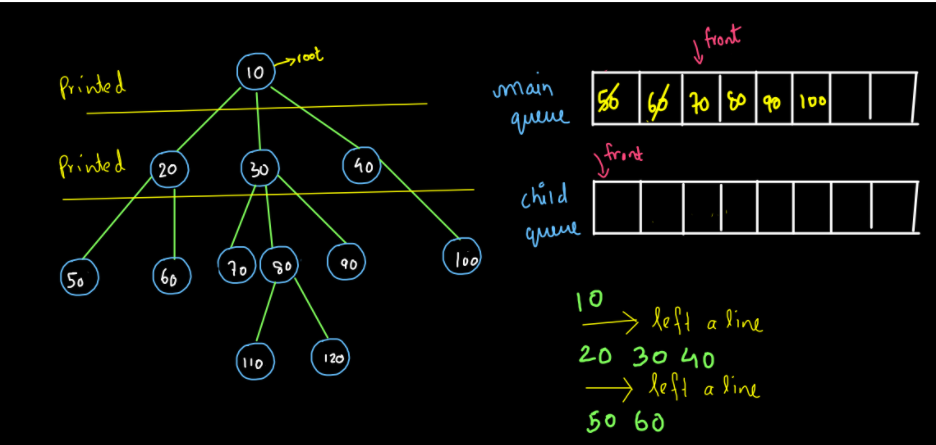 10 → root
Printed
Printed
20 30 40
50 60 70 80 90 100
110 120
front
main queue
50 60 70 80 90 100
front
child queue
10
→ left a line
20 30 40
→ left a line
50 60